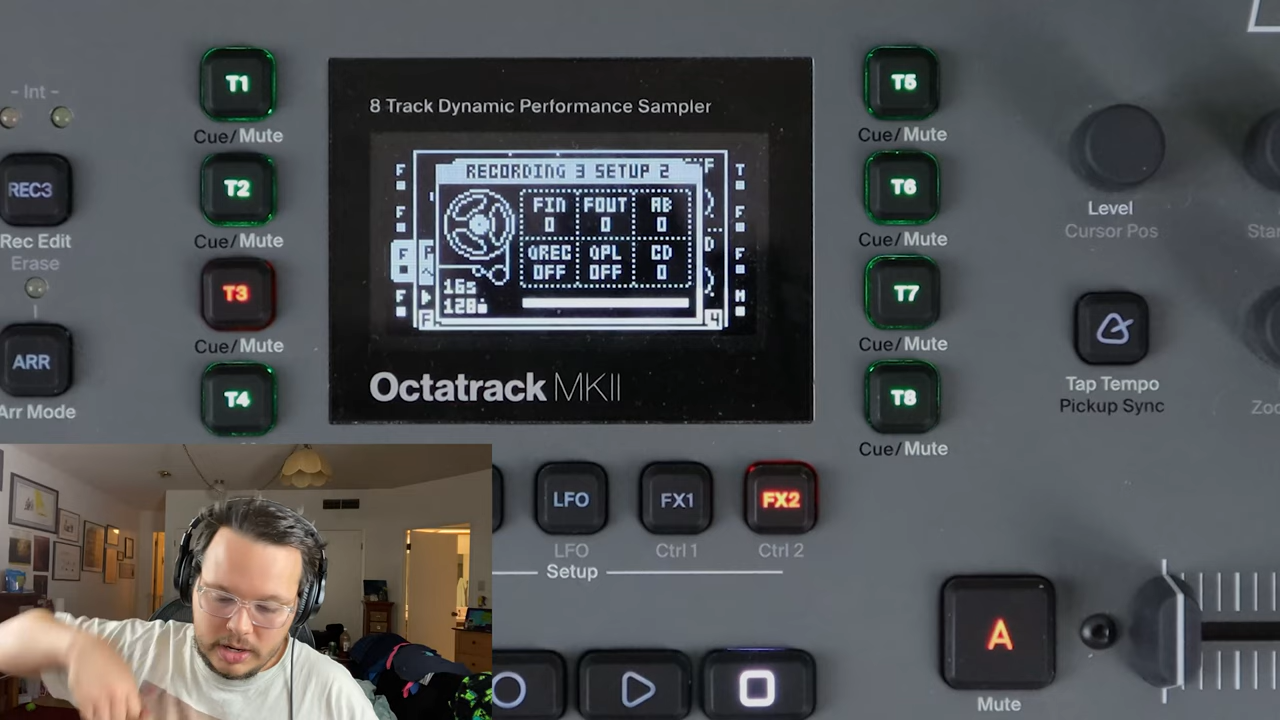 - Int -
REC3
Rec Edit
Erase
ARR
Arr Mode
T1
Cue/Mute
T2
Cue/Mute
T3
Cue/Mute
T4
8 Track Dynamic Performance Sampler
RECORDING 3 SETUP 2
FIN FOUT AB
0 0 0
QREC QPL CD
OFF OFF 0
16s
128
Octatrack MKII
T5
Cue/Mute
T6
Cue/Mute
T7
Cue/Mute
T8
Cue/Mute
Level
Cursor Pos
Tap Tempo
Pickup Sync
LFO
FX1
FX2
LFO
Ctrl 1
Ctrl 2
Setup
A
Mute